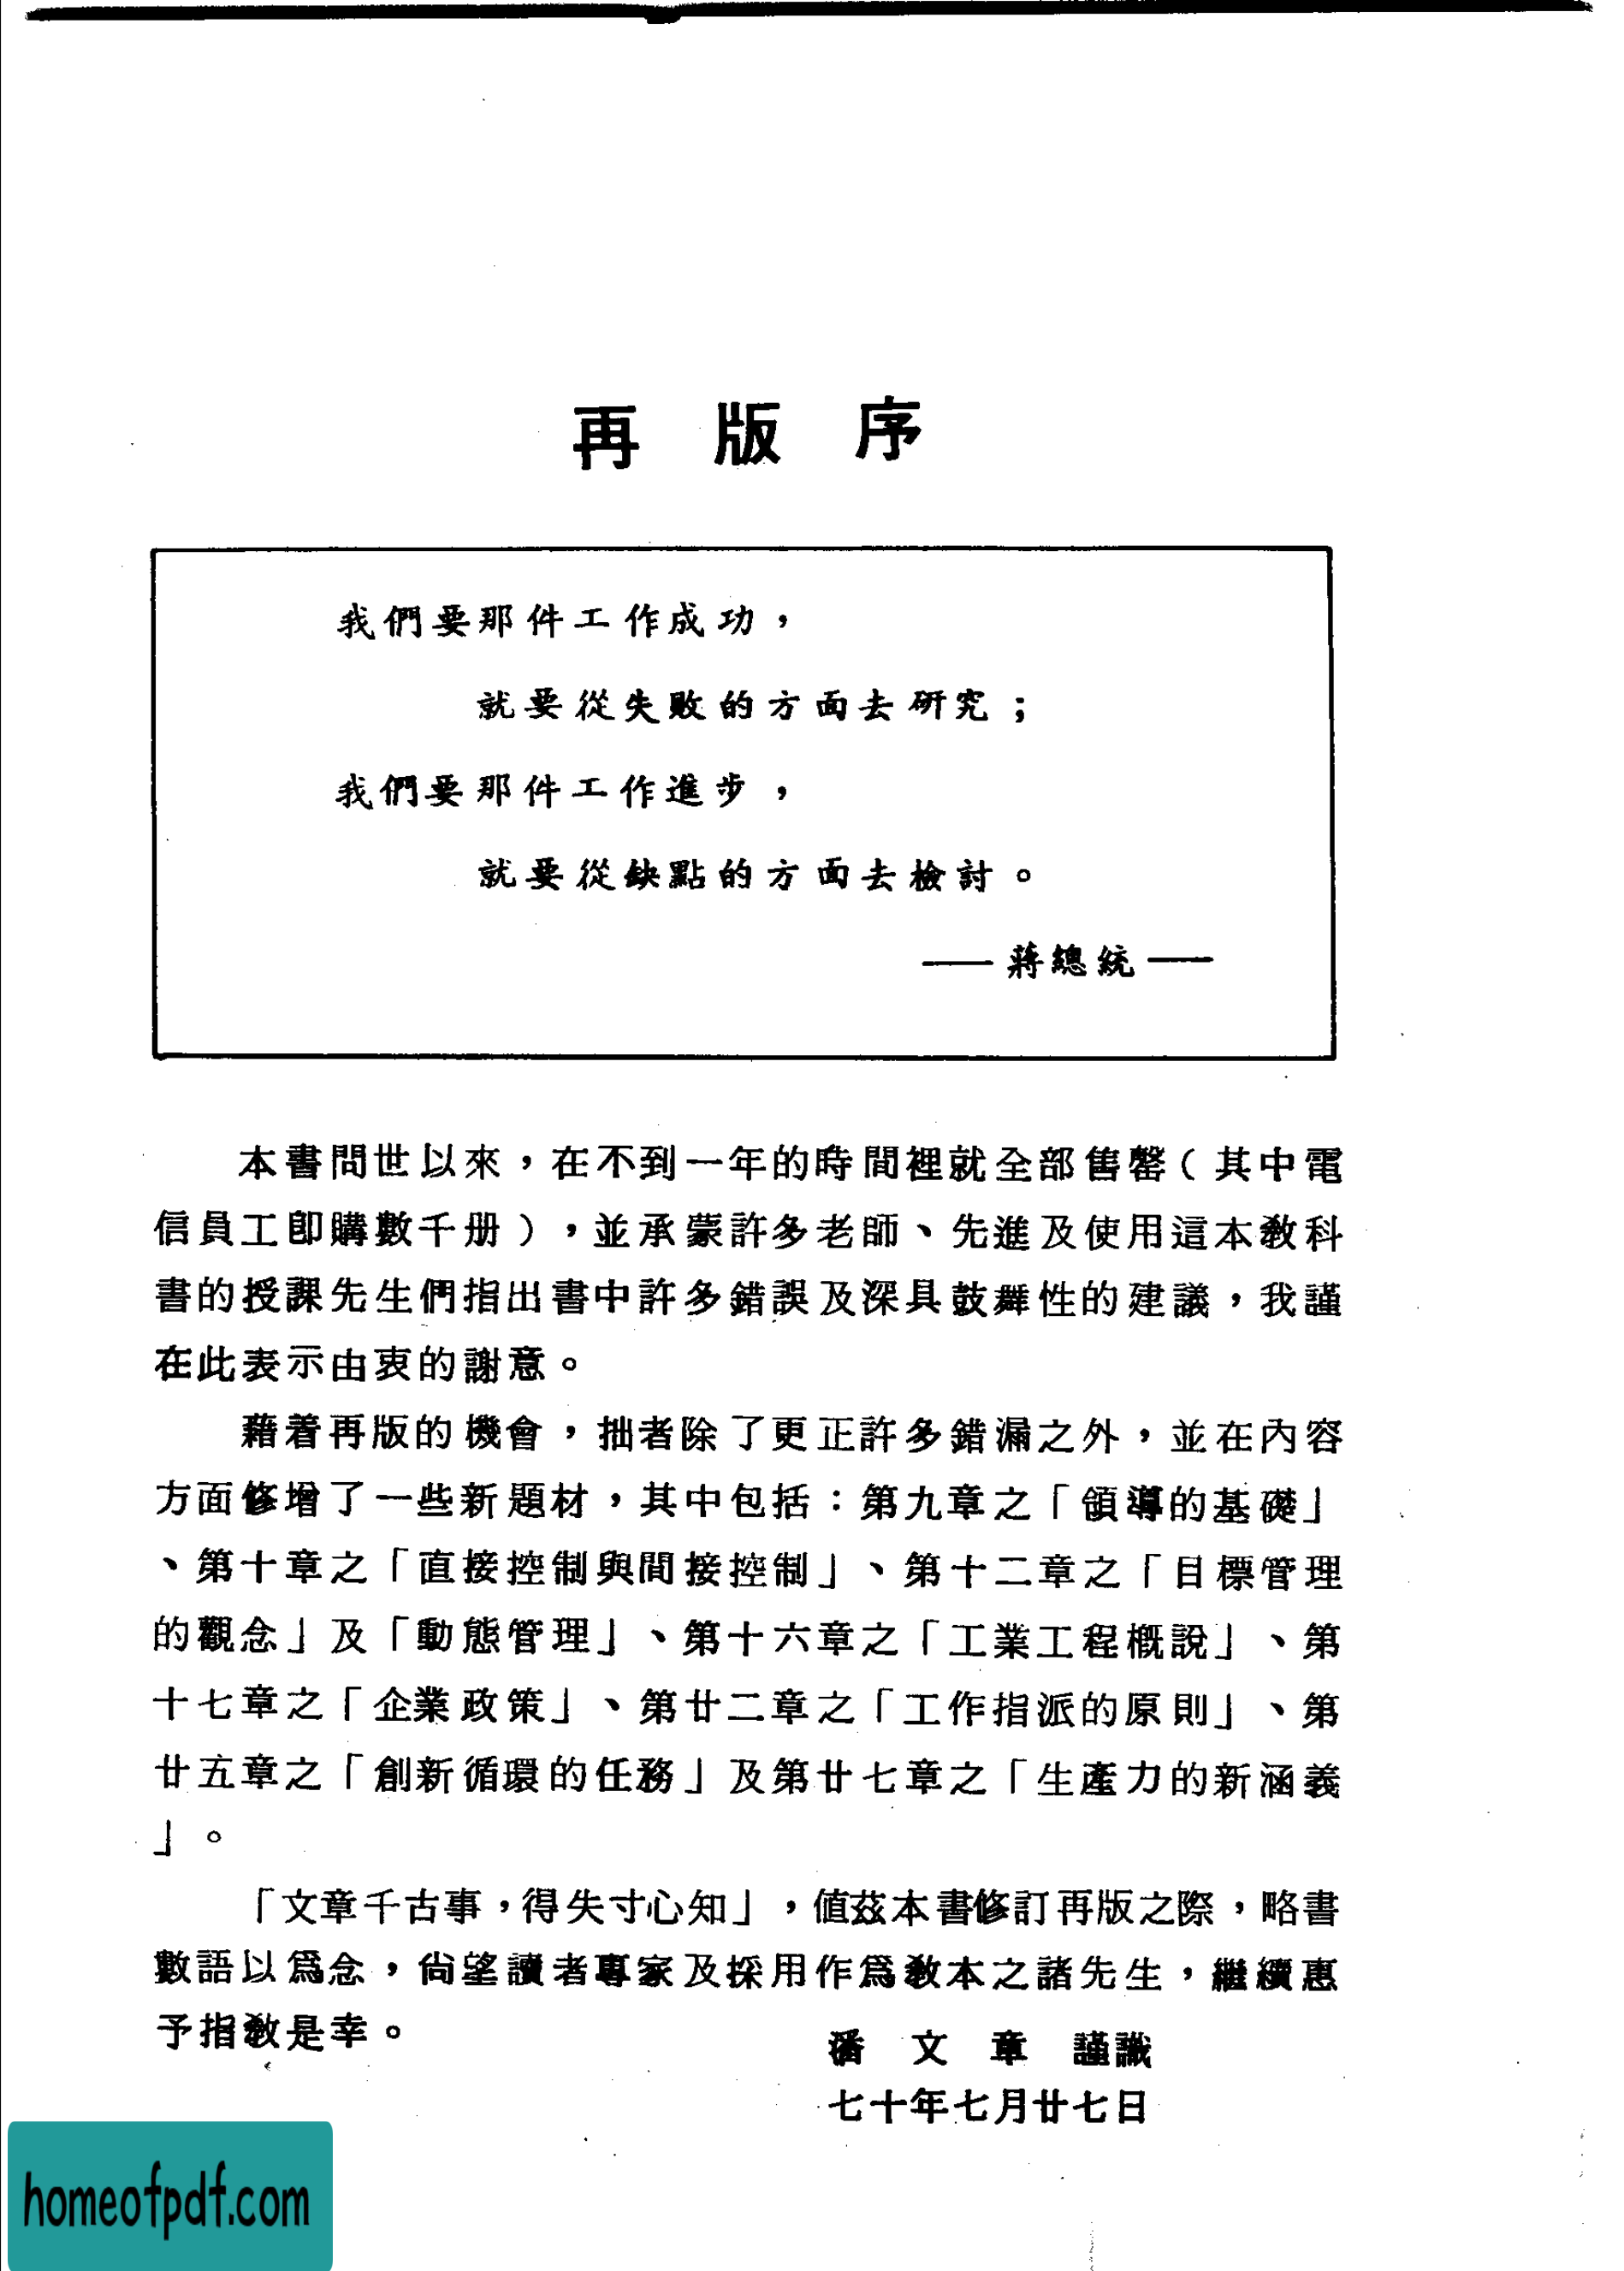 再版序
我們要那件工作成功，
就要從失敗的方面去研究；
我們要那件工作進步，
就要從缺點的方面去檢討。
——蔣總統——
本書問世以來，在不到一年的時間裡就全部售罄（其中電
信員工卽購數千册），並承蒙許多老師、先進及使用這本敎科
書的授課先生們指出書中許多錯誤及深具鼓舞性的建議，我謹
在此表示由衷的謝意。
藉着再版的機會，拙者除了更正許多錯漏之外，並在內容
方面修增了一些新題材，其中包括：第九章之「領導的基礎」
、第十章之「直接控制與間接控制」、第十二章之「目標管理
的觀念」及「動態管理」、第十六章之「工業工程概說」、第
十七章之「企業政策」、第廿二章之「工作指派的原則」、第
廿五章之「創新循環的任務」及第廿七章之「生產力的新涵義
」。
「文章千古事，得失寸心知」，値茲本書修訂再版之際，略書
數語以爲念，尙望讀者專家及採用作爲敎本之諸先生，繼續惠
予指敎是幸。
潘文章 謹識
七十年七月廿七日
homeofpdf.com